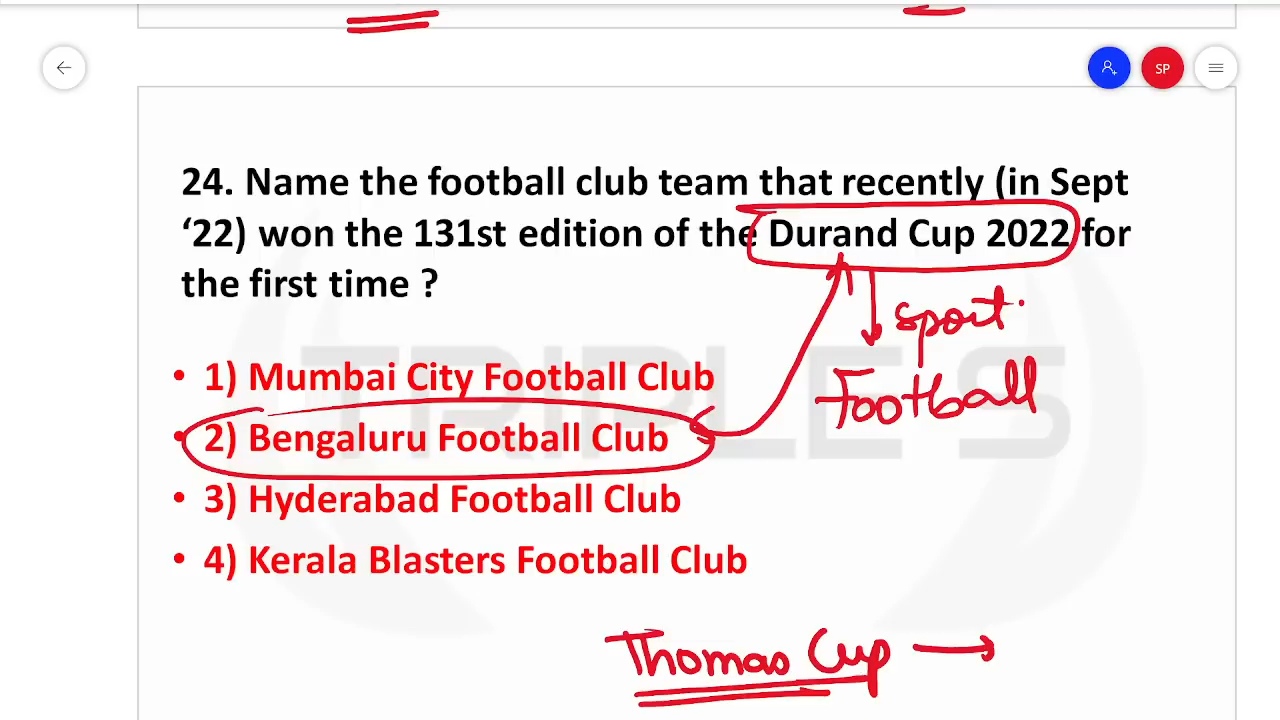 SP
24. Name the football club team that recently (in Sept
‘22) won the 131st edition of the Durand Cup 2022 for
the first time ?
sport
Football
TRIPLE S
• 1) Mumbai City Football Club
• 2) Bengaluru Football Club
• 3) Hyderabad Football Club
• 4) Kerala Blasters Football Club
Thomas Cup →